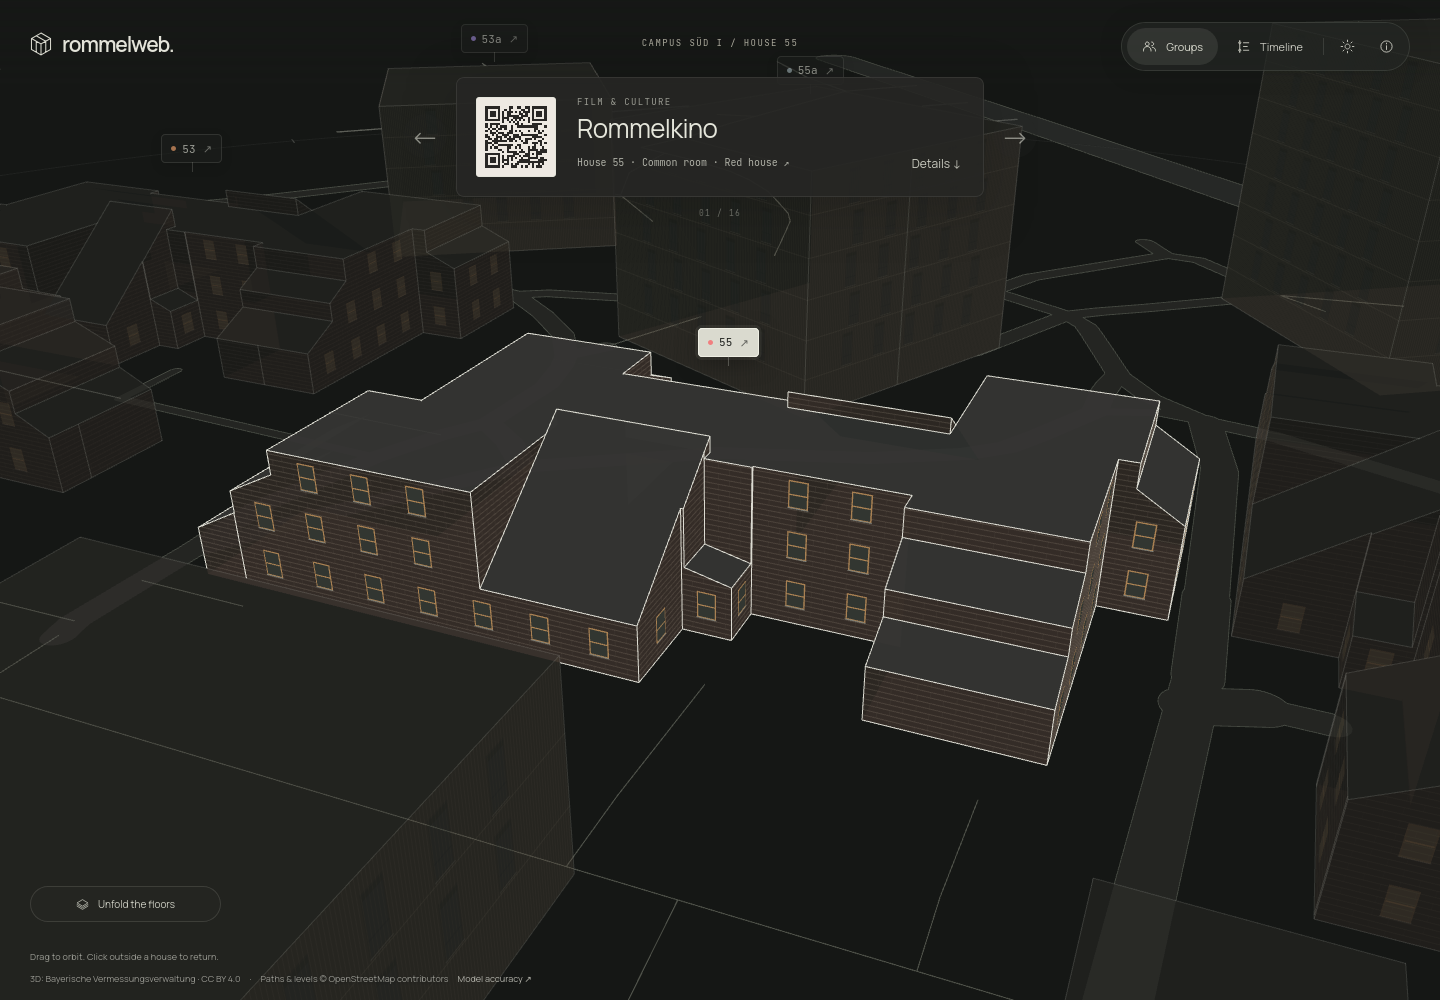 rommelweb.
53a ↗
CAMPUS SÜD I / HOUSE 55
Groups
Timeline
55a ↗
FILM & CULTURE
Rommelkino
House 55 · Common room · Red house ↗
Details ↓
53 ↗
01 / 16
55 ↗
Unfold the floors
Drag to orbit. Click outside a house to return.
3D: Bayerische Vermessungsverwaltung · CC BY 4.0 · Paths & levels © OpenStreetMap contributors Model accuracy ↗